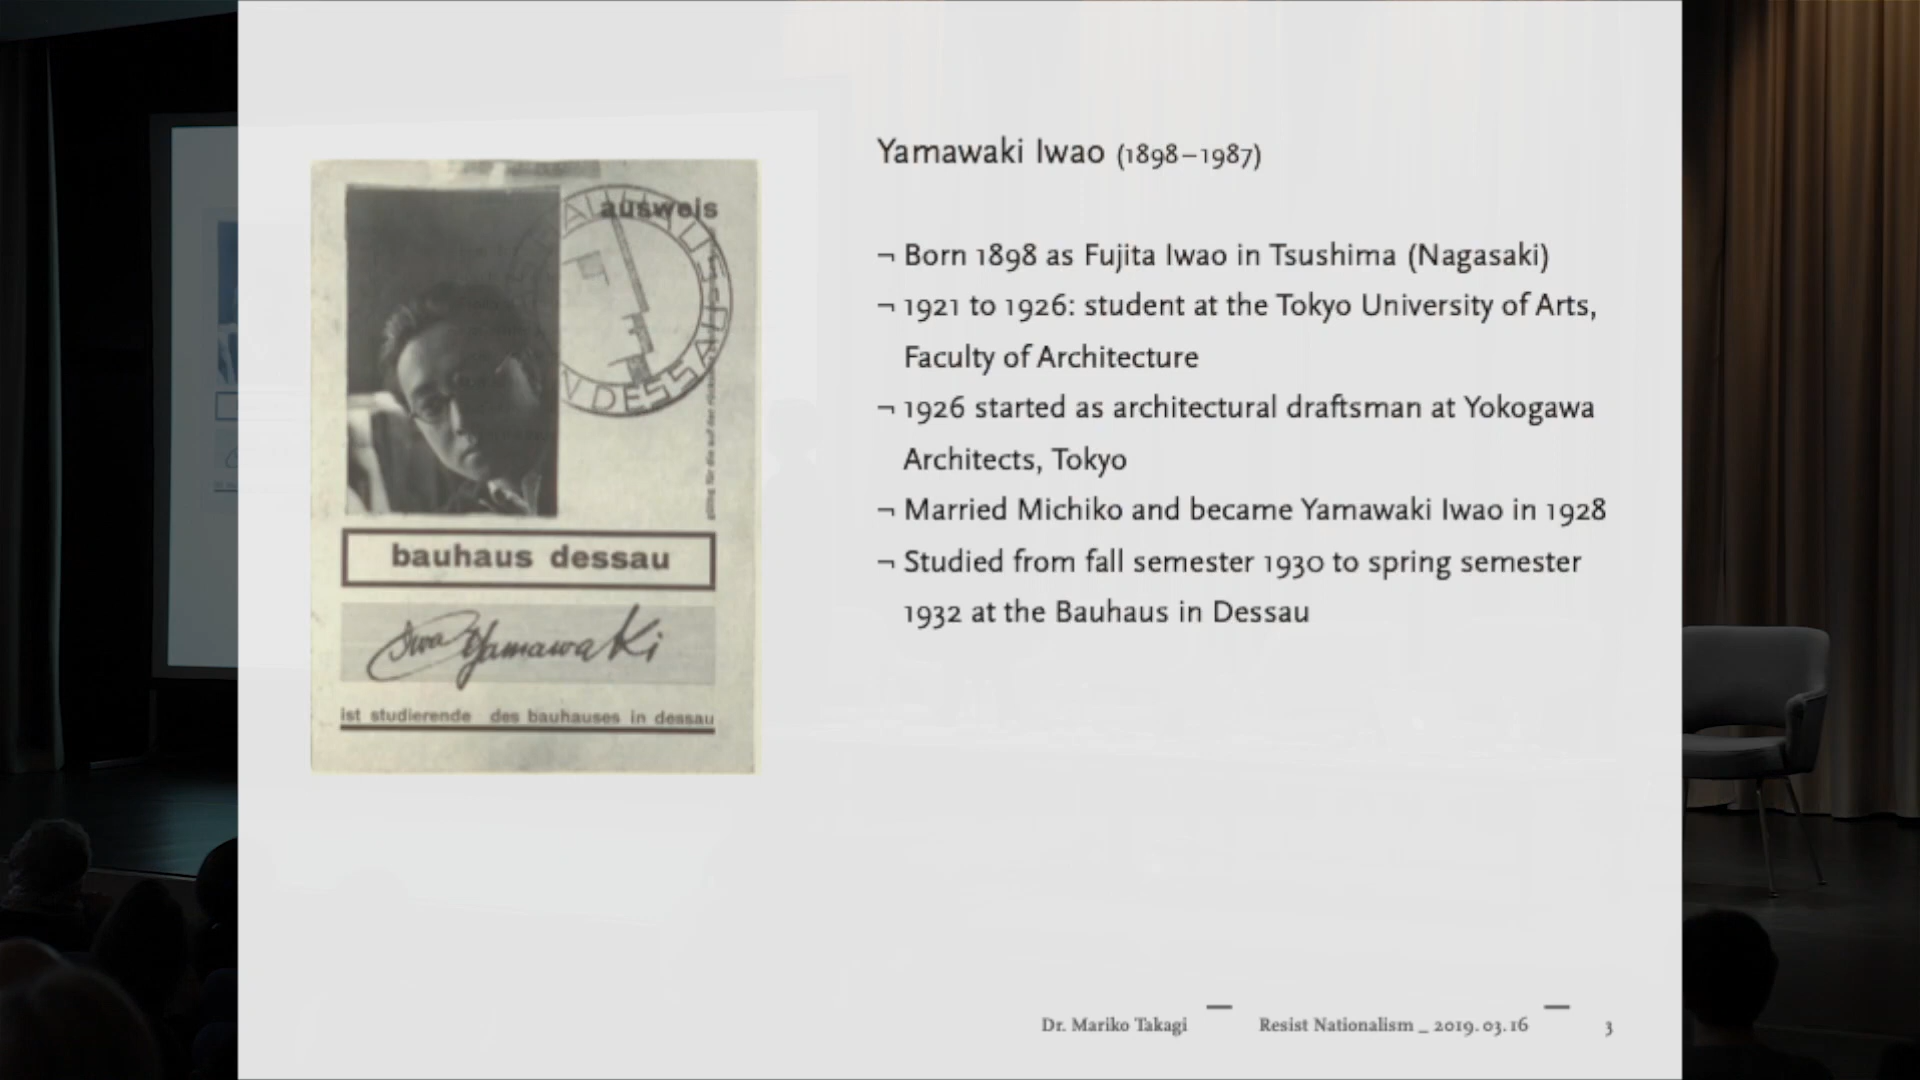 Yamawaki Iwao (1898–1987)
¬ Born 1898 as Fujita Iwao in Tsushima (Nagasaki)
¬ 1921 to 1926: student at the Tokyo University of Arts,
Faculty of Architecture
¬ 1926 started as architectural draftsman at Yokogawa
Architects, Tokyo
¬ Married Michiko and became Yamawaki Iwao in 1928
¬ Studied from fall semester 1930 to spring semester
1932 at the Bauhaus in Dessau
ausweis
DESSAU
bauhaus dessau
Iwao Yamawaki
ist studierende des bauhauses in dessau
Dr. Mariko Takagi — Resist Nationalism _ 2019.03.16 — 3